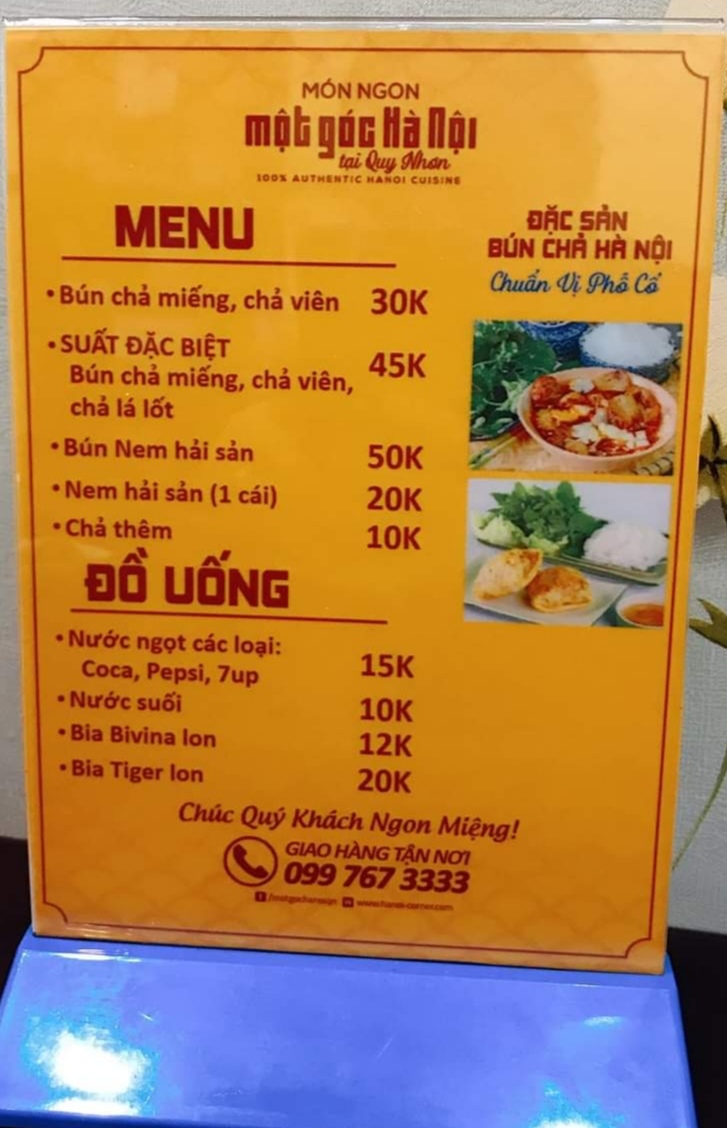 MÓN NGON
một góc Hà Nội
tại Quy Nhơn
100% AUTHENTIC HANOI CUISINE
MENU
• Bún chả miếng, chả viên 30K
• SUẤT ĐẶC BIỆT
Bún chả miếng, chả viên, 45K
chả lá lốt
• Bún Nem hải sản 50K
• Nem hải sản (1 cái) 20K
• Chả thêm 10K
ĐẶC SẢN
BÚN CHẢ HÀ NỘI
Chuẩn Vị Phố Cổ
ĐỒ UỐNG
• Nước ngọt các loại:
Coca, Pepsi, 7up 15K
• Nước suối 10K
• Bia Bivina lon 12K
• Bia Tiger lon 20K
Chúc Quý Khách Ngon Miệng!
GIAO HÀNG TẬN NƠI
099 767 3333